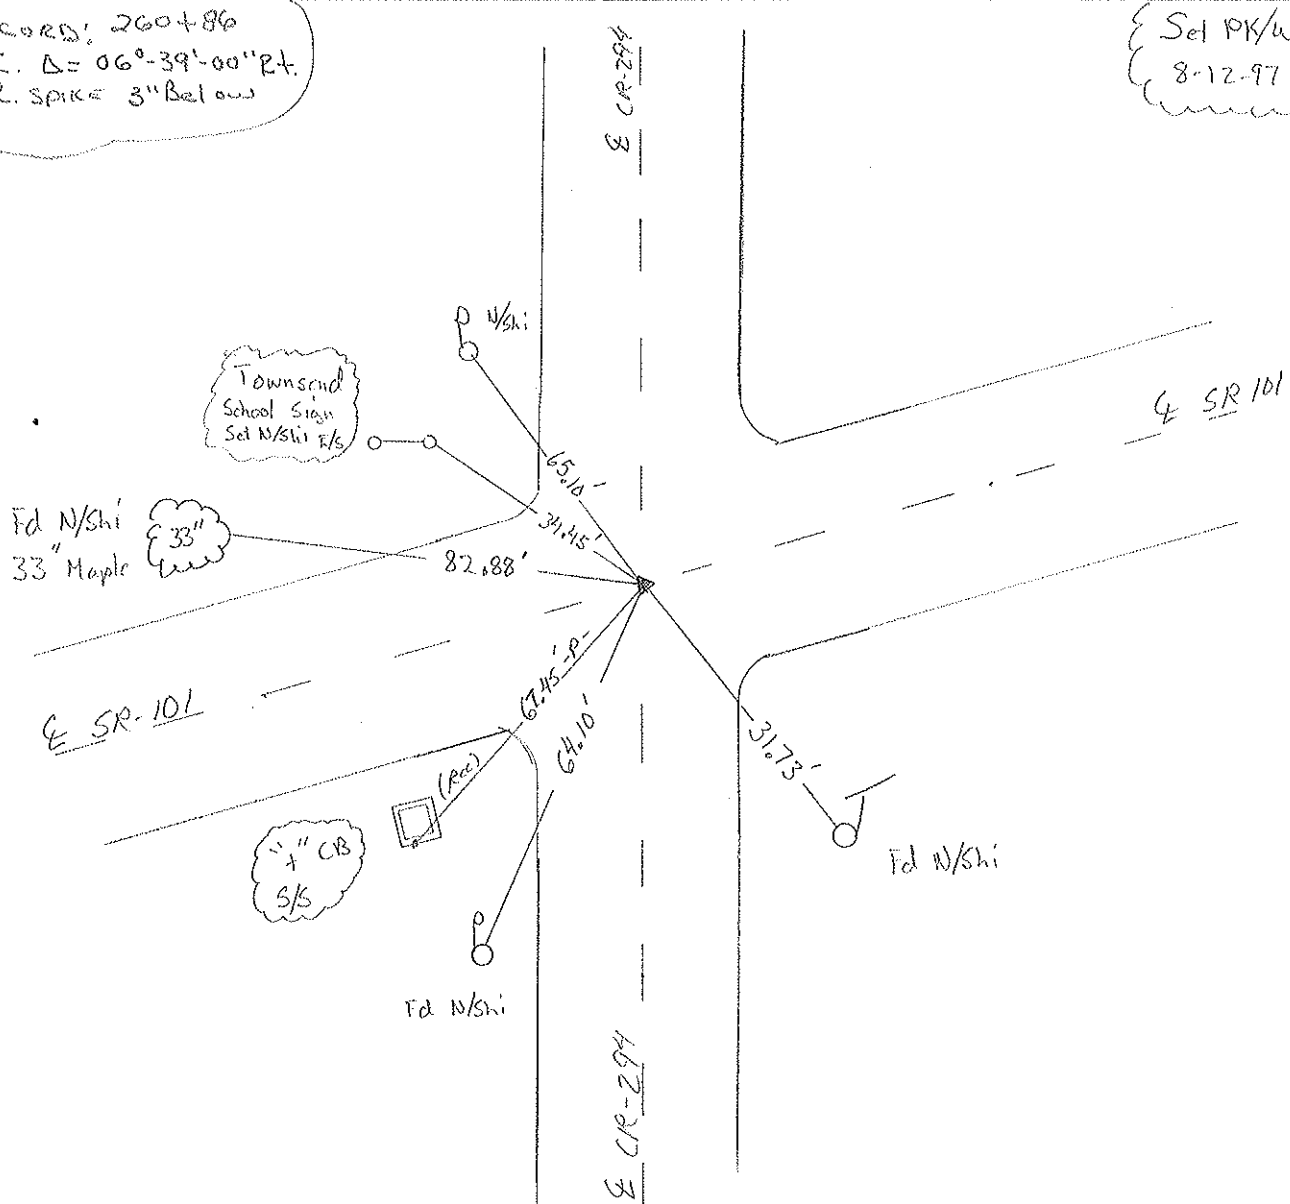 CORD: 260+86
Δ= 06°-39'-00" Rt.
SPIKE 3" Below
Set PK/W
8-12-97
℄ CR-294
N/Shi
Townsend
School Sign
Set N/Shi E/S
65.10'
34.45'
℄ SR 101
Fd N/Shi
33" Maple
33"
82.88'
℄ SR-101
67.45'-P-
(Rec)
64.10'
31.73'
"+" CB
S/S
Fd N/Shi
Fd N/Shi
℄ CR-294